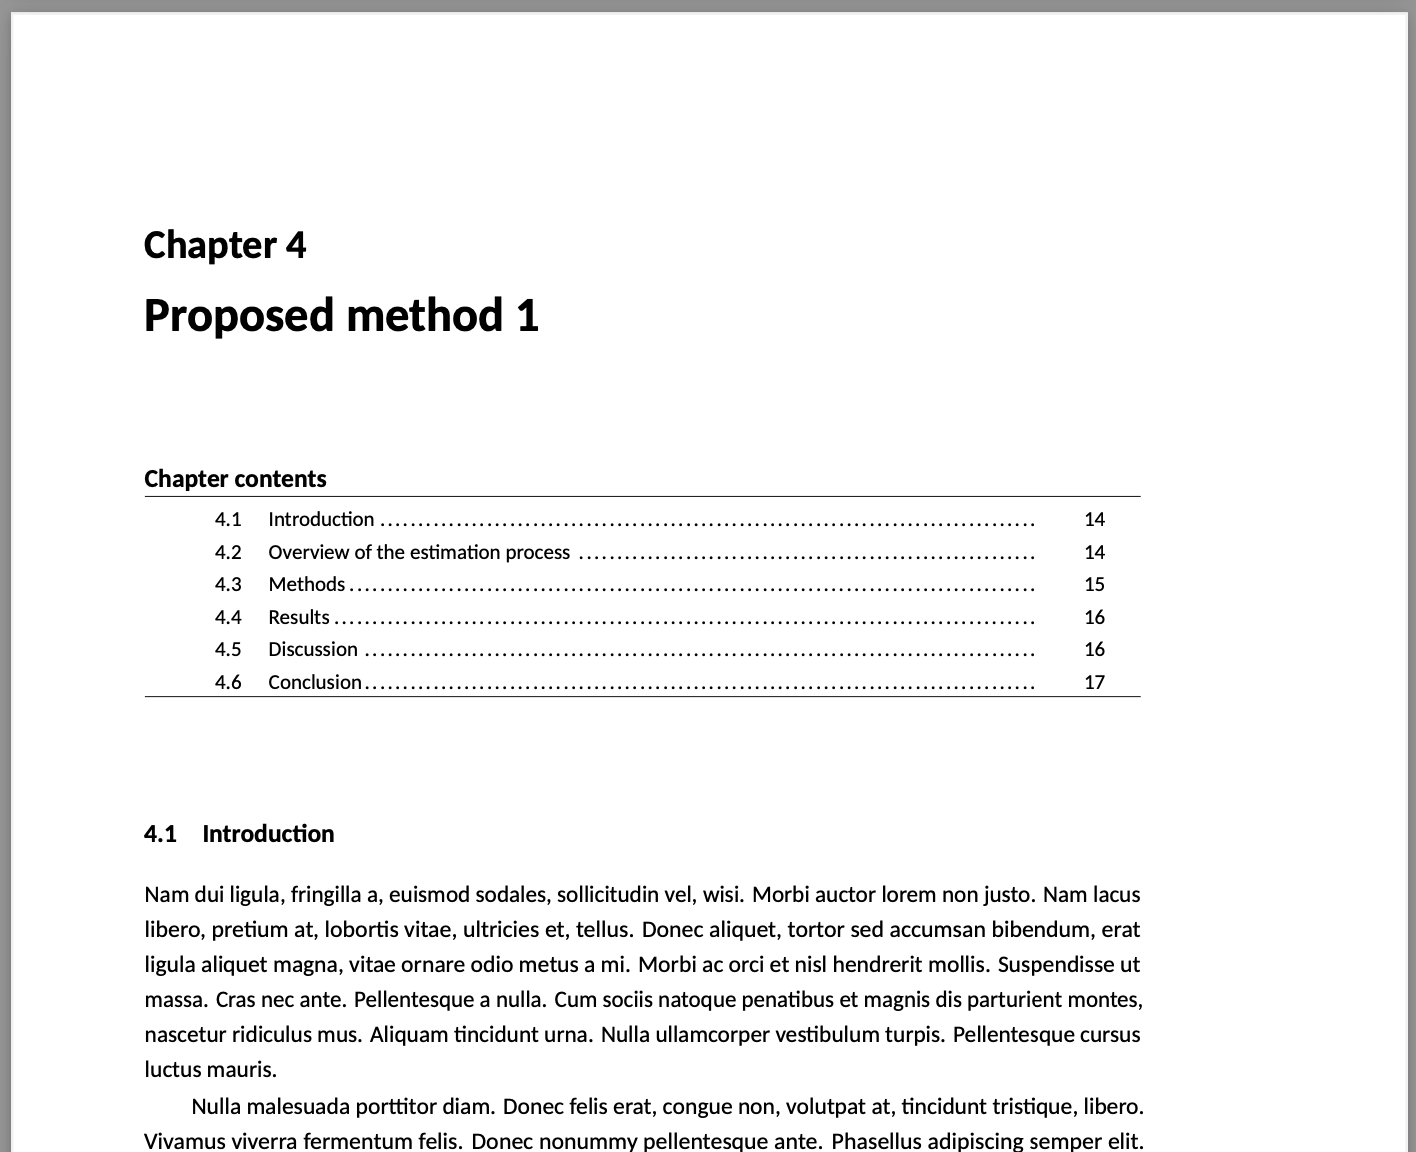 Chapter 4
Proposed method 1
Chapter contents
4.1 Introduction ........................................................ 14
4.2 Overview of the estimation process ........................................ 14
4.3 Methods ........................................................... 15
4.4 Results ............................................................ 16
4.5 Discussion ......................................................... 16
4.6 Conclusion ......................................................... 17
4.1 Introduction
Nam dui ligula, fringilla a, euismod sodales, sollicitudin vel, wisi. Morbi auctor lorem non justo. Nam lacus
libero, pretium at, lobortis vitae, ultricies et, tellus. Donec aliquet, tortor sed accumsan bibendum, erat
ligula aliquet magna, vitae ornare odio metus a mi. Morbi ac orci et nisl hendrerit mollis. Suspendisse ut
massa. Cras nec ante. Pellentesque a nulla. Cum sociis natoque penatibus et magnis dis parturient montes,
nascetur ridiculus mus. Aliquam tincidunt urna. Nulla ullamcorper vestibulum turpis. Pellentesque cursus
luctus mauris.
Nulla malesuada porttitor diam. Donec felis erat, congue non, volutpat at, tincidunt tristique, libero.
Vivamus viverra fermentum felis. Donec nonummy pellentesque ante. Phasellus adipiscing semper elit.